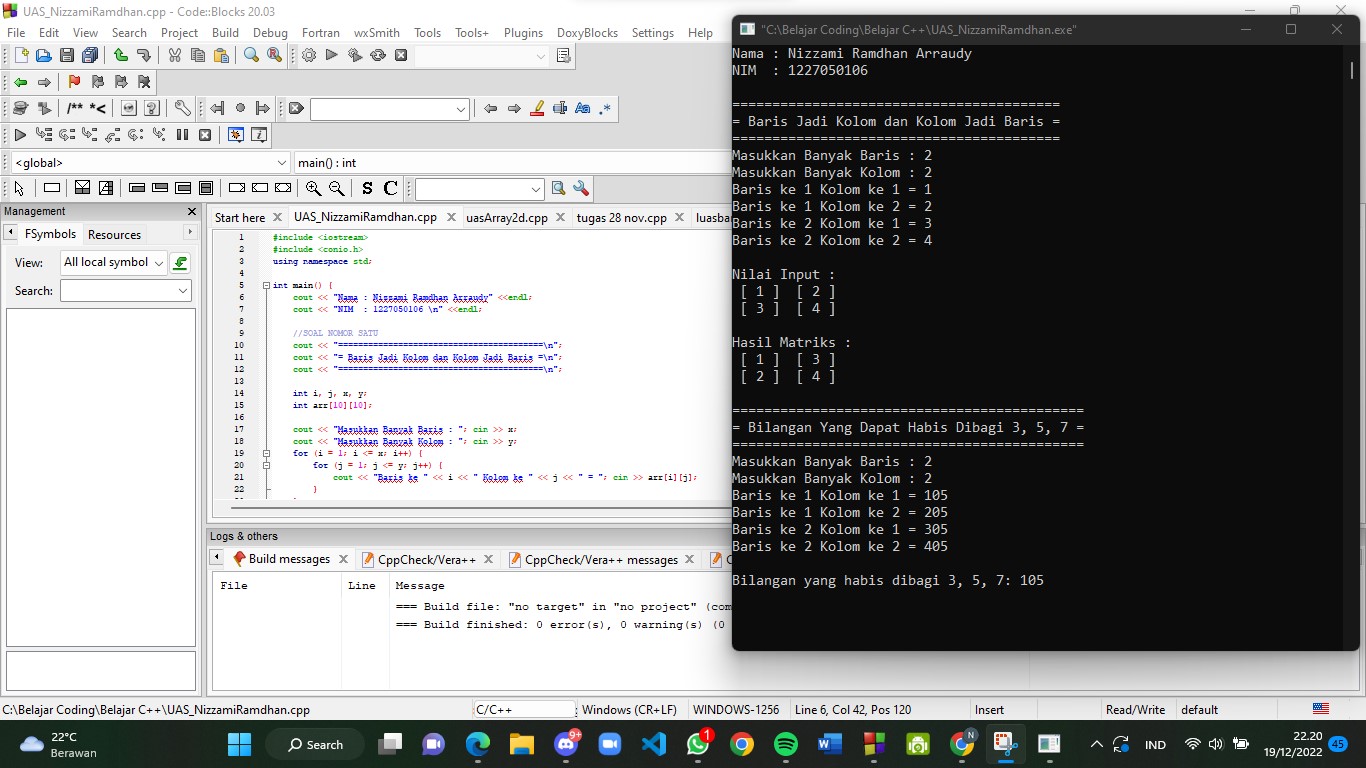 UAS_NizzamiRamdhan.cpp - Code::Blocks 20.03
File Edit View Search Project Build Debug Fortran wxSmith Tools Tools+ Plugins DoxyBlocks Settings Help
/** *<
Aa .*
<global> main() : int
S C
Management
FSymbols Resources
View: All local symbol
Search:
Start here UAS_NizzamiRamdhan.cpp uasArray2d.cpp tugas 28 nov.cpp
1 #include <iostream>
2 #include <conio.h>
3 using namespace std;
4
5 int main() {
6 cout << "Nama : Nizzami Ramdhan Arraudy" <<endl;
7 cout << "NIM  : 1227050106 \n" <<endl;
8
9 //SOAL NOMOR SATU
10 cout << "=========================================\n";
11 cout << "= Baris Jadi Kolom dan Kolom Jadi Baris =\n";
12 cout << "=========================================\n";
13
14 int i, j, x, y;
15 int arr[10][10];
16
17 cout << "Masukkan Banyak Baris : "; cin >> x;
18 cout << "Masukkan Banyak Kolom : "; cin >> y;
19 for (i = 1; i <= x; i++) {
20 for (j = 1; j <= y; j++) {
21 cout << "Baris ke " << i << " Kolom ke " << j << " = "; cin >> arr[i][j];
22 }
Logs & others
Build messages CppCheck/Vera++ CppCheck/Vera++ messages
File Line Message
=== Build file: "no target" in "no project" (com
=== Build finished: 0 error(s), 0 warning(s) (0
C:\Belajar Coding\Belajar C++\UAS_NizzamiRamdhan.cpp C/C++ Windows (CR+LF) WINDOWS-1256 Line 6, Col 42, Pos 120 Insert Read/Write default
"C:\Belajar Coding\Belajar C++\UAS_NizzamiRamdhan.exe"
Nama : Nizzami Ramdhan Arraudy
NIM  : 1227050106
=========================================
= Baris Jadi Kolom dan Kolom Jadi Baris =
=========================================
Masukkan Banyak Baris : 2
Masukkan Banyak Kolom : 2
Baris ke 1 Kolom ke 1 = 1
Baris ke 1 Kolom ke 2 = 2
Baris ke 2 Kolom ke 1 = 3
Baris ke 2 Kolom ke 2 = 4
Nilai Input :
[ 1 ]  [ 2 ]
[ 3 ]  [ 4 ]
Hasil Matriks :
[ 1 ]  [ 3 ]
[ 2 ]  [ 4 ]
============================================
= Bilangan Yang Dapat Habis Dibagi 3, 5, 7 =
============================================
Masukkan Banyak Baris : 2
Masukkan Banyak Kolom : 2
Baris ke 1 Kolom ke 1 = 105
Baris ke 1 Kolom ke 2 = 205
Baris ke 2 Kolom ke 1 = 305
Baris ke 2 Kolom ke 2 = 405
Bilangan yang habis dibagi 3, 5, 7: 105
22°C
Berawan
Search
9+
1
N
IND
22.20
19/12/2022
45